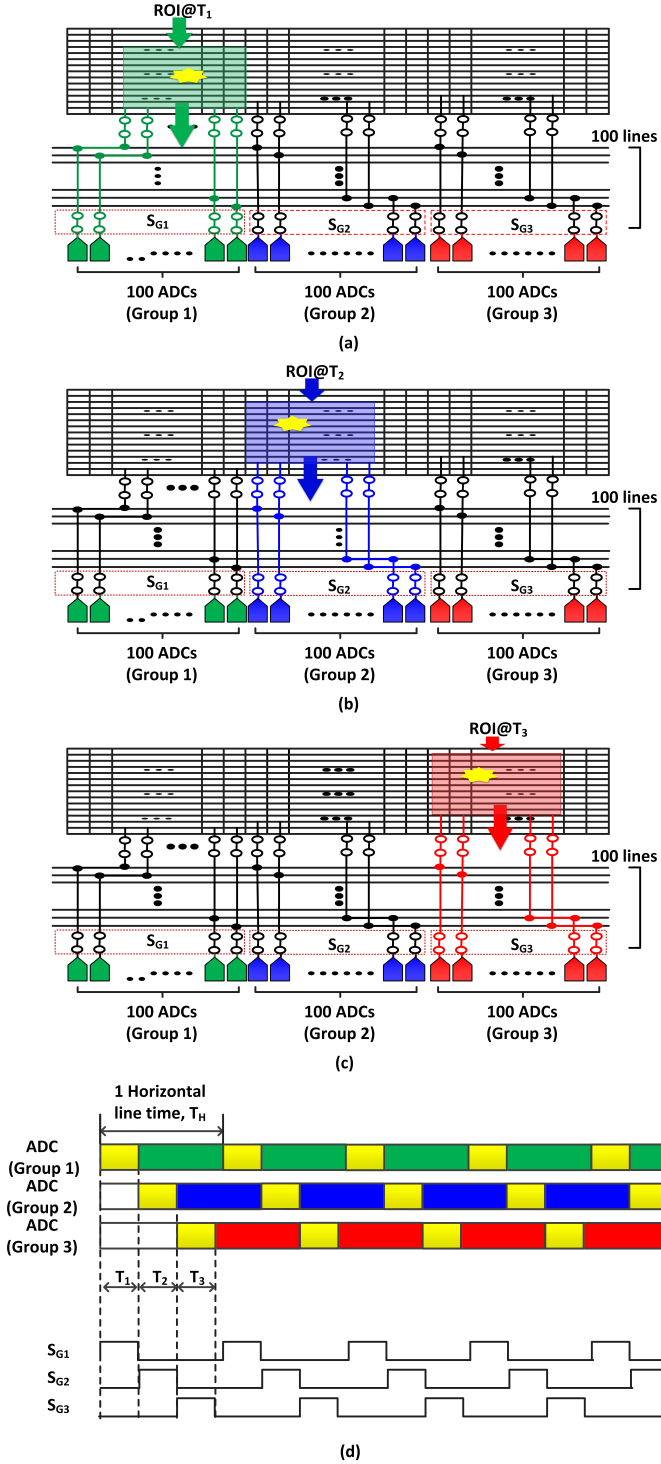 ROI@T1
100 lines
SG1 SG2 SG3
100 ADCs 100 ADCs 100 ADCs
(Group 1) (Group 2) (Group 3)
(a)
ROI@T2
100 lines
SG1 SG2 SG3
100 ADCs 100 ADCs 100 ADCs
(Group 1) (Group 2) (Group 3)
(b)
ROI@T3
100 lines
SG1 SG2 SG3
100 ADCs 100 ADCs 100 ADCs
(Group 1) (Group 2) (Group 3)
(c)
1 Horizontal
line time, TH
ADC
(Group 1)
ADC
(Group 2)
ADC
(Group 3)
T1 T2 T3
SG1
SG2
SG3
(d)